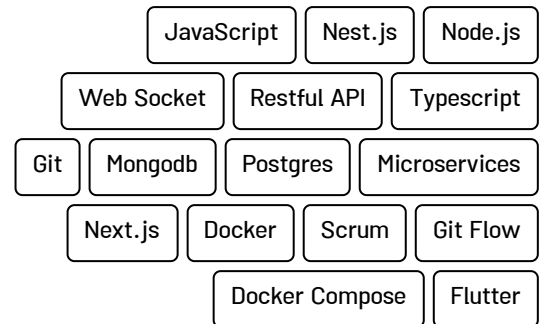 JavaScript Nest.js Node.js
Web Socket Restful API Typescript
Git Mongodb Postgres Microservices
Next.js Docker Scrum Git Flow
Docker Compose Flutter